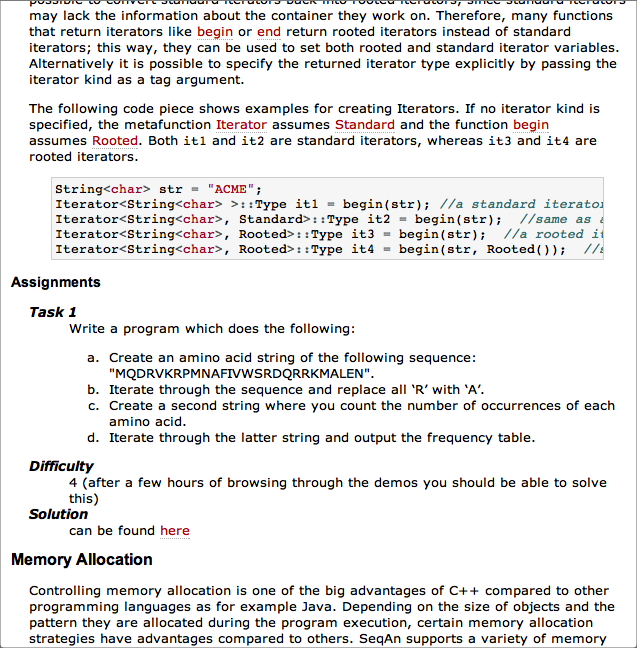 possible to convert standard iterators back into rooted iterators, since standard iterators
may lack the information about the container they work on. Therefore, many functions
that return iterators like begin or end return rooted iterators instead of standard
iterators; this way, they can be used to set both rooted and standard iterator variables.
Alternatively it is possible to specify the returned iterator type explicitly by passing the
iterator kind as a tag argument.
The following code piece shows examples for creating Iterators. If no iterator kind is
specified, the metafunction Iterator assumes Standard and the function begin
assumes Rooted. Both it1 and it2 are standard iterators, whereas it3 and it4 are
rooted iterators.
String<char> str = "ACME";
Iterator<String<char> >::Type it1 = begin(str); //a standard iterator
Iterator<String<char>, Standard>::Type it2 = begin(str); //same as
Iterator<String<char>, Rooted>::Type it3 = begin(str); //a rooted
Iterator<String<char>, Rooted>::Type it4 = begin(str, Rooted()); //
Assignments
Task 1
Write a program which does the following:
a. Create an amino acid string of the following sequence:
"MQDRVKRPMNAFIVWSRDQRRKMALEN".
b. Iterate through the sequence and replace all ‘R’ with ‘A’.
c. Create a second string where you count the number of occurrences of each
amino acid.
d. Iterate through the latter string and output the frequency table.
Difficulty
4 (after a few hours of browsing through the demos you should be able to solve
this)
Solution
can be found here
Memory Allocation
Controlling memory allocation is one of the big advantages of C++ compared to other
programming languages as for example Java. Depending on the size of objects and the
pattern they are allocated during the program execution, certain memory allocation
strategies have advantages compared to others. SeqAn supports a variety of memory